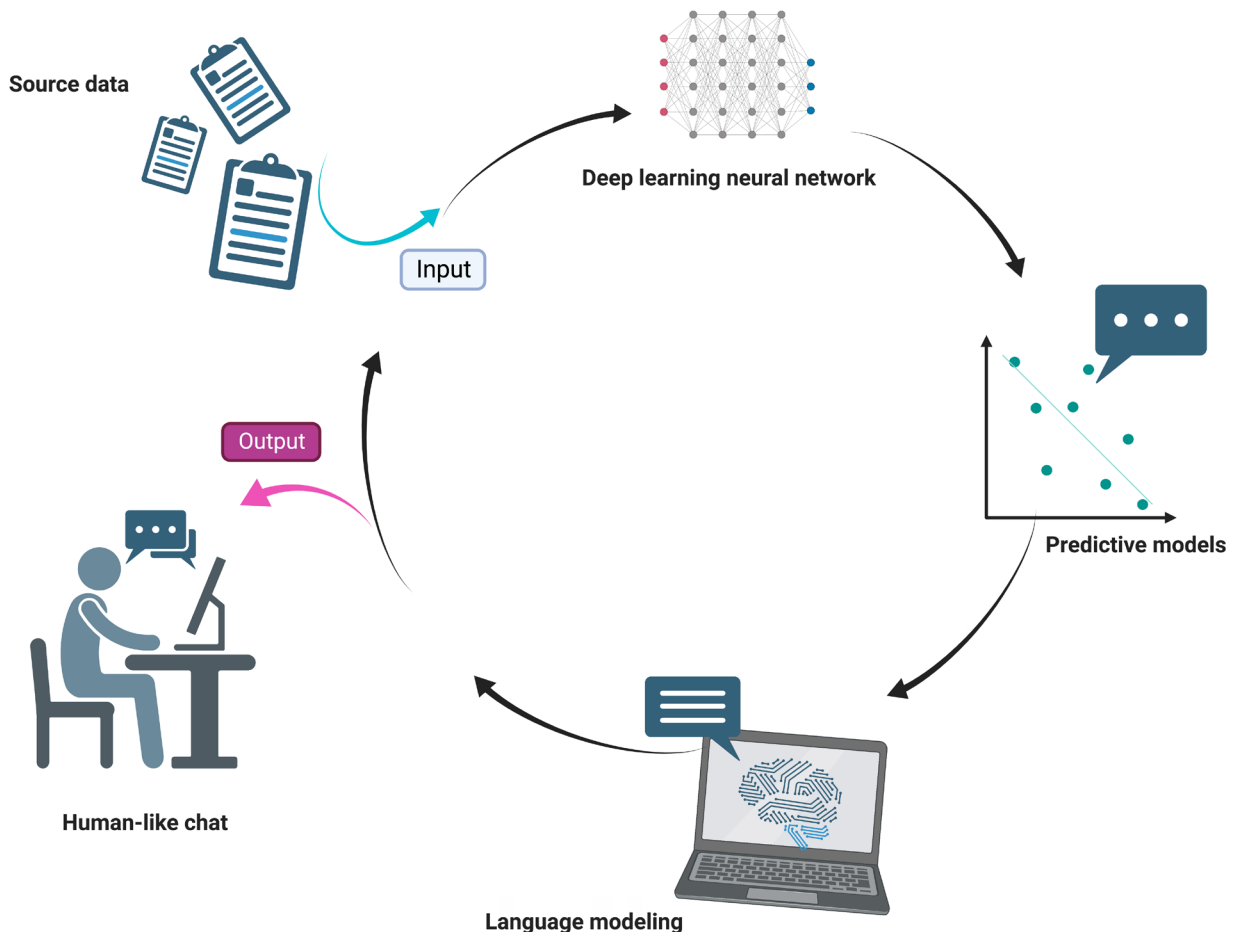 Source data
Deep learning neural network
Input
Output
Predictive models
Human-like chat
Language modeling